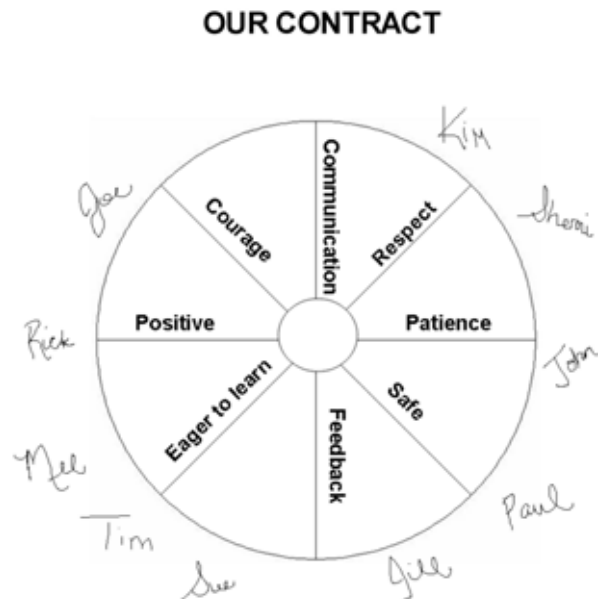 OUR CONTRACT
Kim
Communication
Joe
Sherri
Courage
Respect
Positive
Patience
Rick
John
Eager to learn
Safe
Feedback
Mel
Paul
Tim
Sue
Jill